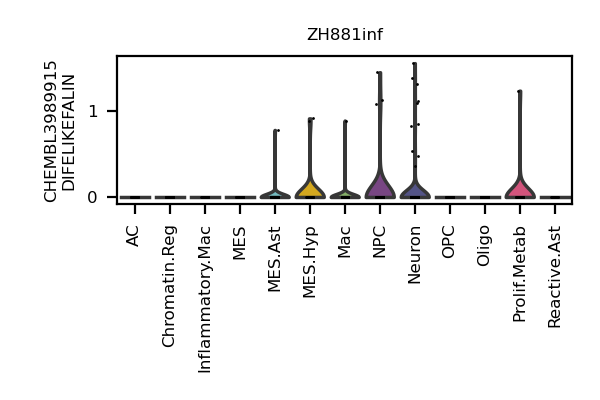 ZH881inf
CHEMBL3989915
DIFELIKEFALIN
1
0
AC
Chromatin.Reg
Inflammatory.Mac
MES
MES.Ast
MES.Hyp
Mac
NPC
Neuron
OPC
Oligo
Prolif.Metab
Reactive.Ast